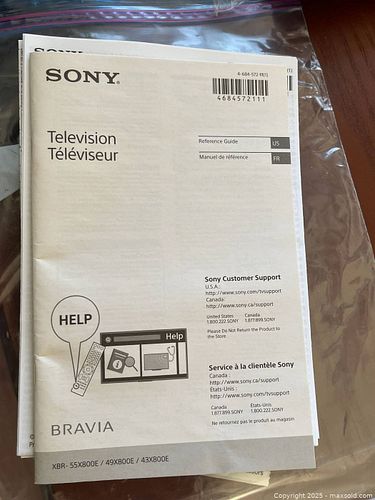 SONY
SONY®
4-684-572-11(1)
4684572111
Television
Téléviseur
Reference Guide US
Manuel de référence FR
Sony Customer Support
U.S.A.:
http://www.sony.com/tvsupport
Canada:
http://www.sony.ca/support
United States Canada
1.800.222.SONY 1.877.899.SONY
Please Do Not Return the Product to
the Store
HELP
Help
Service à la clientèle Sony
Canada :
http://www.sony.ca/support
États-Unis :
http://www.sony.com/tvsupport
Canada États-Unis
1.877.899.SONY 1.800.222.SONY
Ne retournez pas le produit au magasin
BRAVIA
XBR- 55X800E / 49X800E / 43X800E
Copyright 2025 - maxsold.com